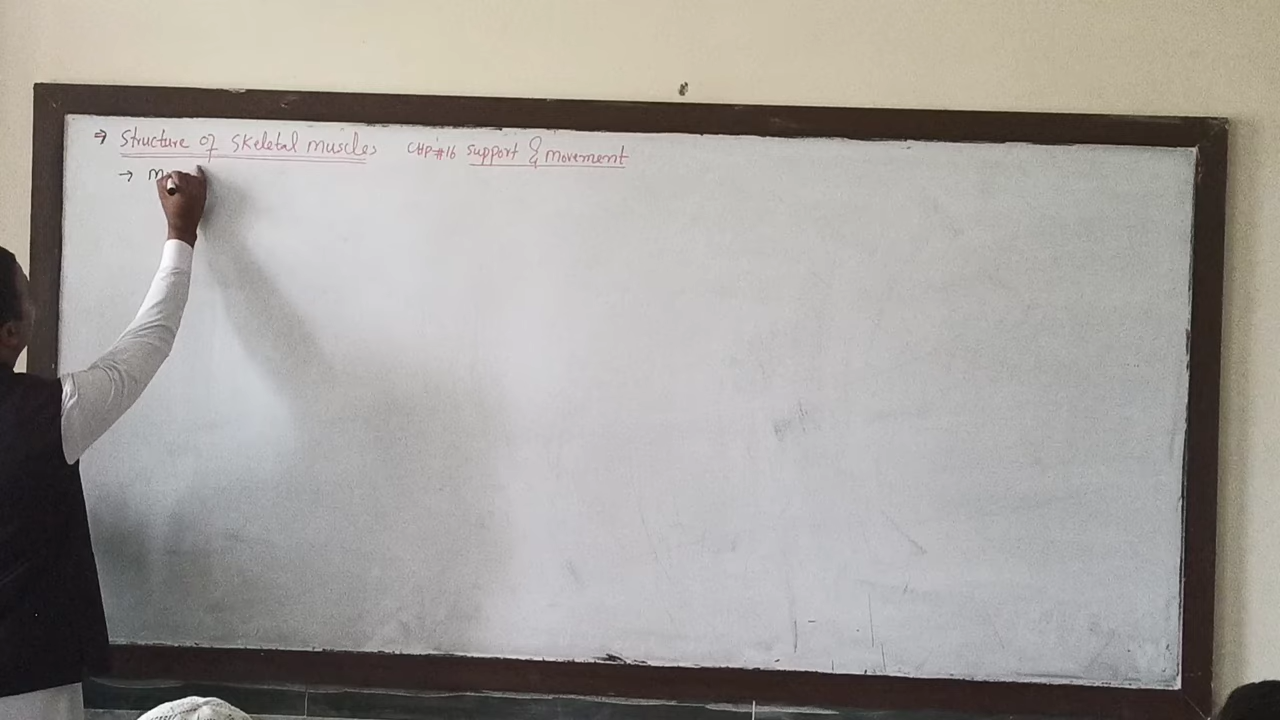 ⇒ Structure of Skeletal muscles CHP#16 Support & Movement
→ M